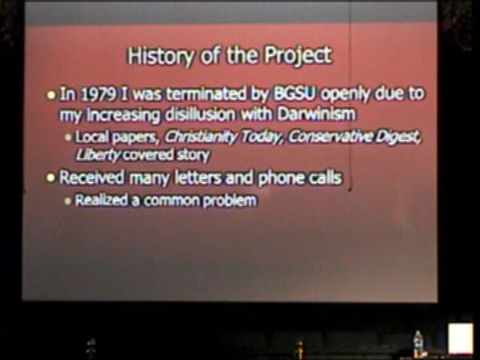 History of the Project
In 1979 I was terminated by BGSU openly due to
my increasing disillusion with Darwinism
Local papers, Christianity Today, Conservative Digest,
Liberty covered story
Received many letters and phone calls
Realized a common problem